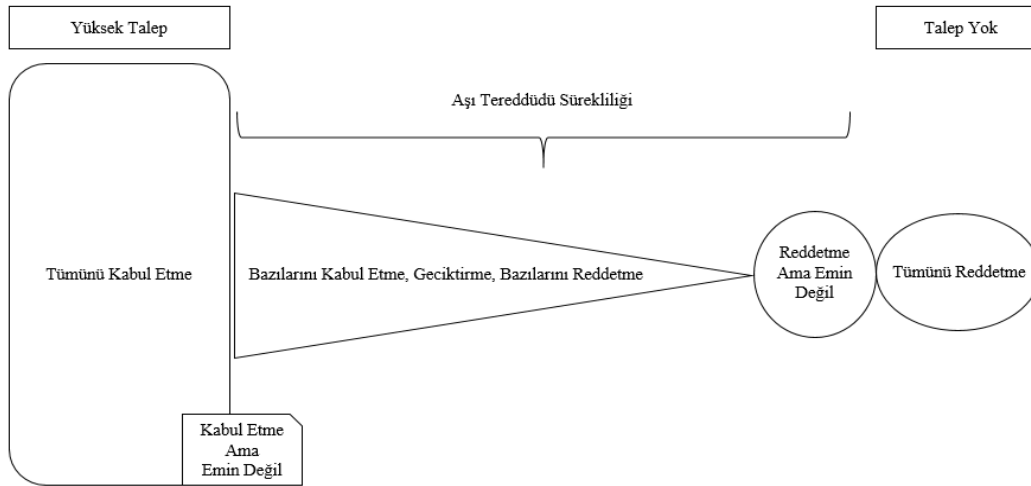 Yüksek Talep
Talep Yok
Aşı Tereddüdü Sürekliliği
Tümünü Kabul Etme
Bazılarını Kabul Etme, Geciktirme, Bazılarını Reddetme
Reddetme
Ama Emin
Değil
Tümünü Reddetme
Kabul Etme
Ama
Emin Değil